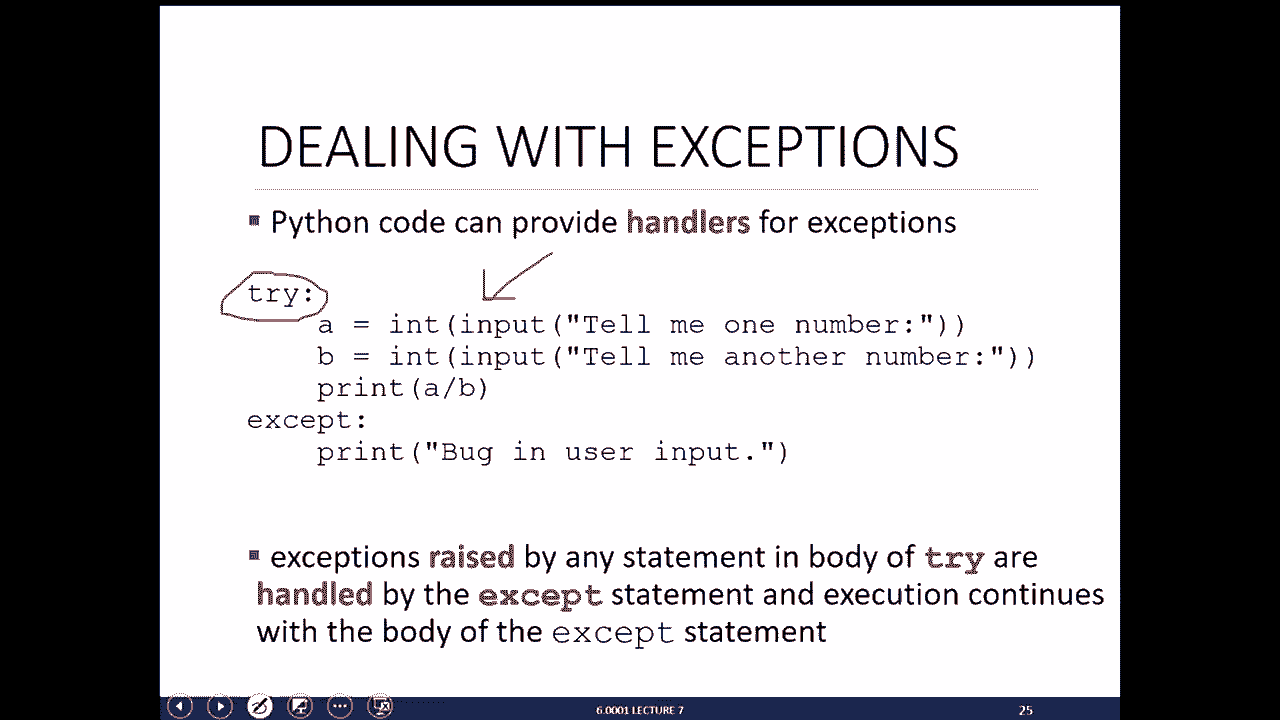 DEALING WITH EXCEPTIONS
▪ Python code can provide handlers for exceptions
try:
    a = int(input("Tell me one number:"))
    b = int(input("Tell me another number:"))
    print(a/b)
except:
    print("Bug in user input.")
▪ exceptions raised by any statement in body of try are
handled by the except statement and execution continues
with the body of the except statement
6.0001 LECTURE 7
25